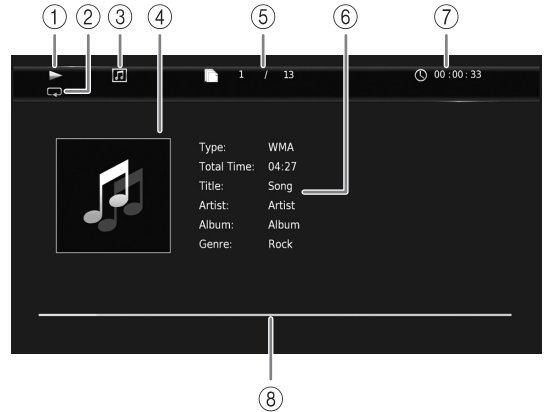 ① ② ③ ④ ⑤ ⑥ ⑦
1 / 13 00:00:33
Type: WMA
Total Time: 04:27
Title: Song
Artist: Artist
Album: Album
Genre: Rock
⑧